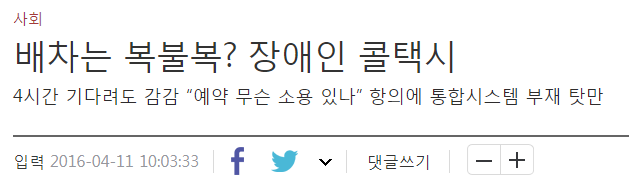 사회
배차는 복불복? 장애인 콜택시
4시간 기다려도 감감 “예약 무슨 소용 있나” 항의에 통합시스템 부재 탓만
입력 2016-04-11 10:03:33 댓글쓰기